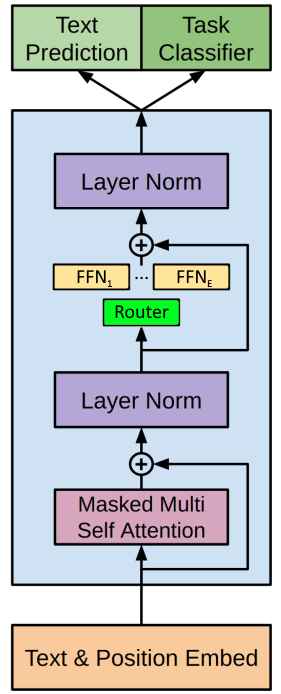 Text
Prediction
Task
Classifier
Layer Norm
+
FFN1 ... FFNE
Router
Layer Norm
+
Masked Multi
Self Attention
Text & Position Embed